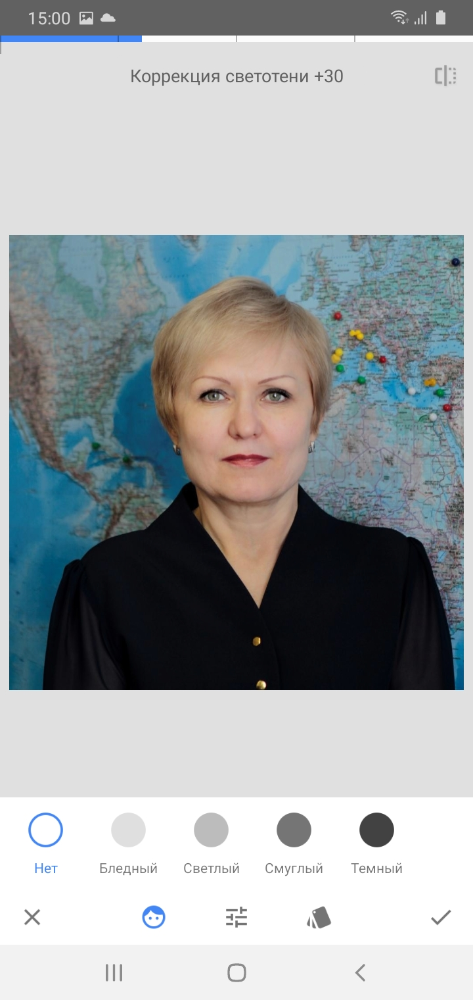 15:00
Коррекция светотени +30
Нет
Бледный
Светлый
Смуглый
Темный